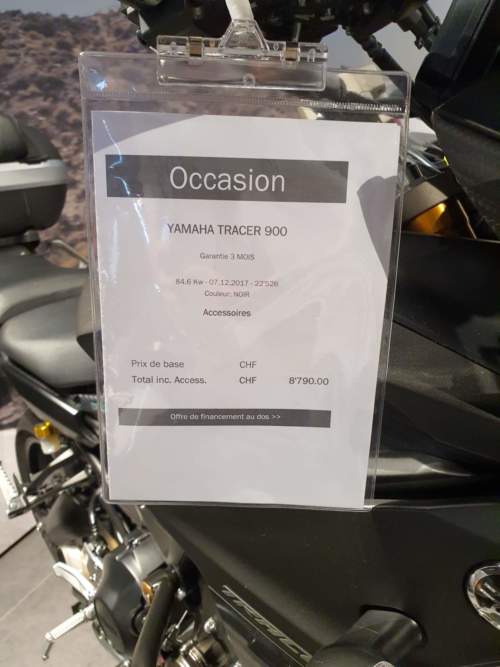 Occasion
YAMAHA TRACER 900
Garantie 3 MOIS
84.6 Kw - 07.12.2017 - 22'526
Couleur: NOIR
Accessoires
Prix de base CHF
Total inc. Access. CHF 8'790.00
Offre de financement au dos >>